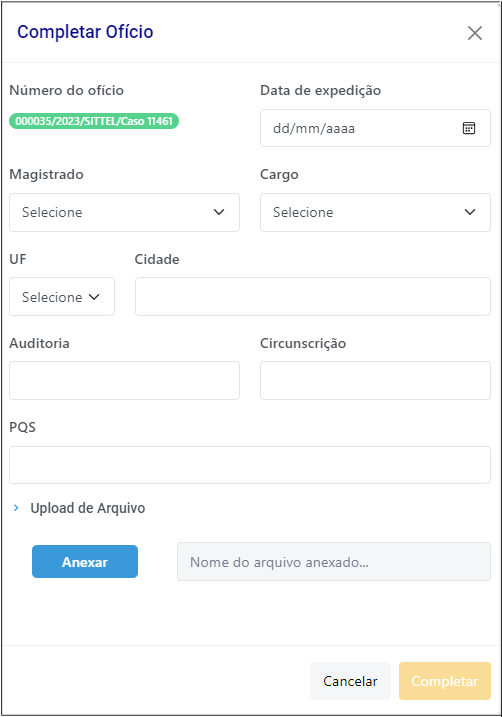 Completar Ofício
Número do ofício
Data de expedição
000035/2023/SITTEL/Caso 11461
dd/mm/aaaa
Magistrado
Cargo
Selecione
Selecione
UF
Cidade
Selecione
Auditoria
Circunscrição
PQS
Upload de Arquivo
Anexar
Nome do arquivo anexado...
Cancelar
Completar